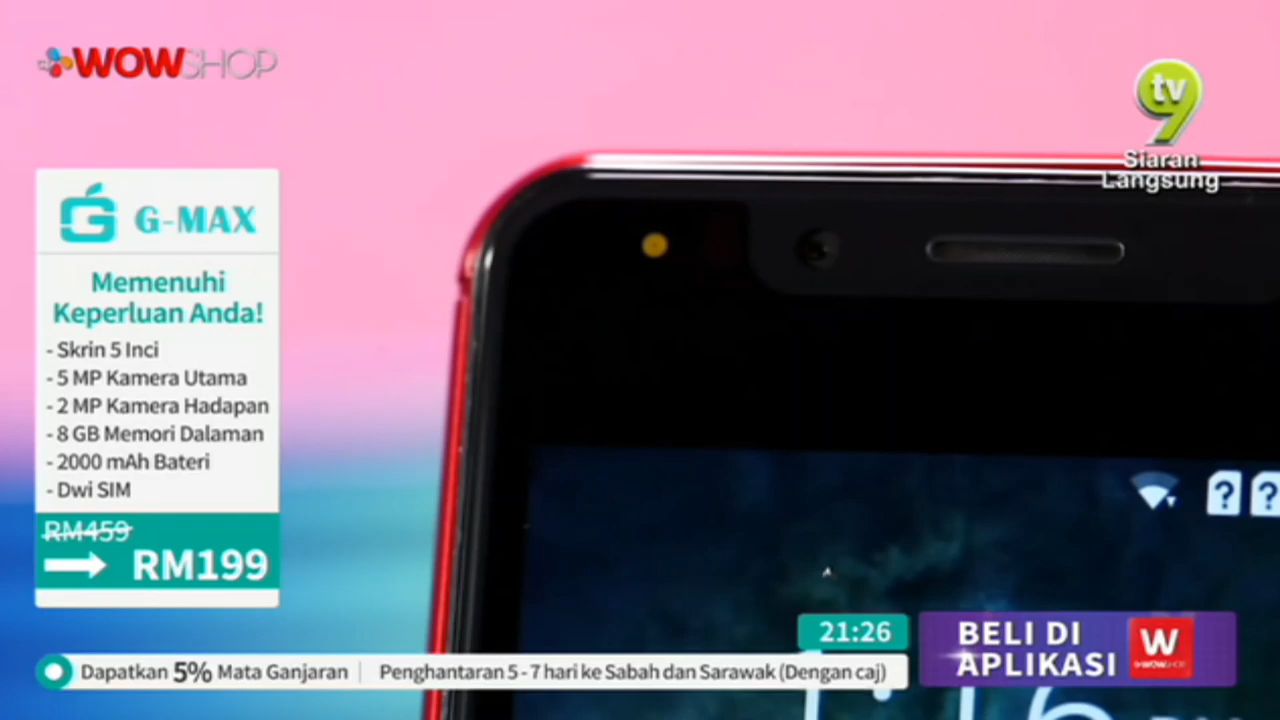 WOWSHOP
tv9
Siaran
Langsung
G-MAX
Memenuhi
Keperluan Anda!
- Skrin 5 Inci
- 5 MP Kamera Utama
- 2 MP Kamera Hadapan
- 8 GB Memori Dalaman
- 2000 mAh Bateri
- Dwi SIM
RM459
RM199
21:26
BELI DI
APLIKASI
W
WOWSHOP
Dapatkan 5% Mata Ganjaran
Penghantaran 5 - 7 hari ke Sabah dan Sarawak (Dengan caj)